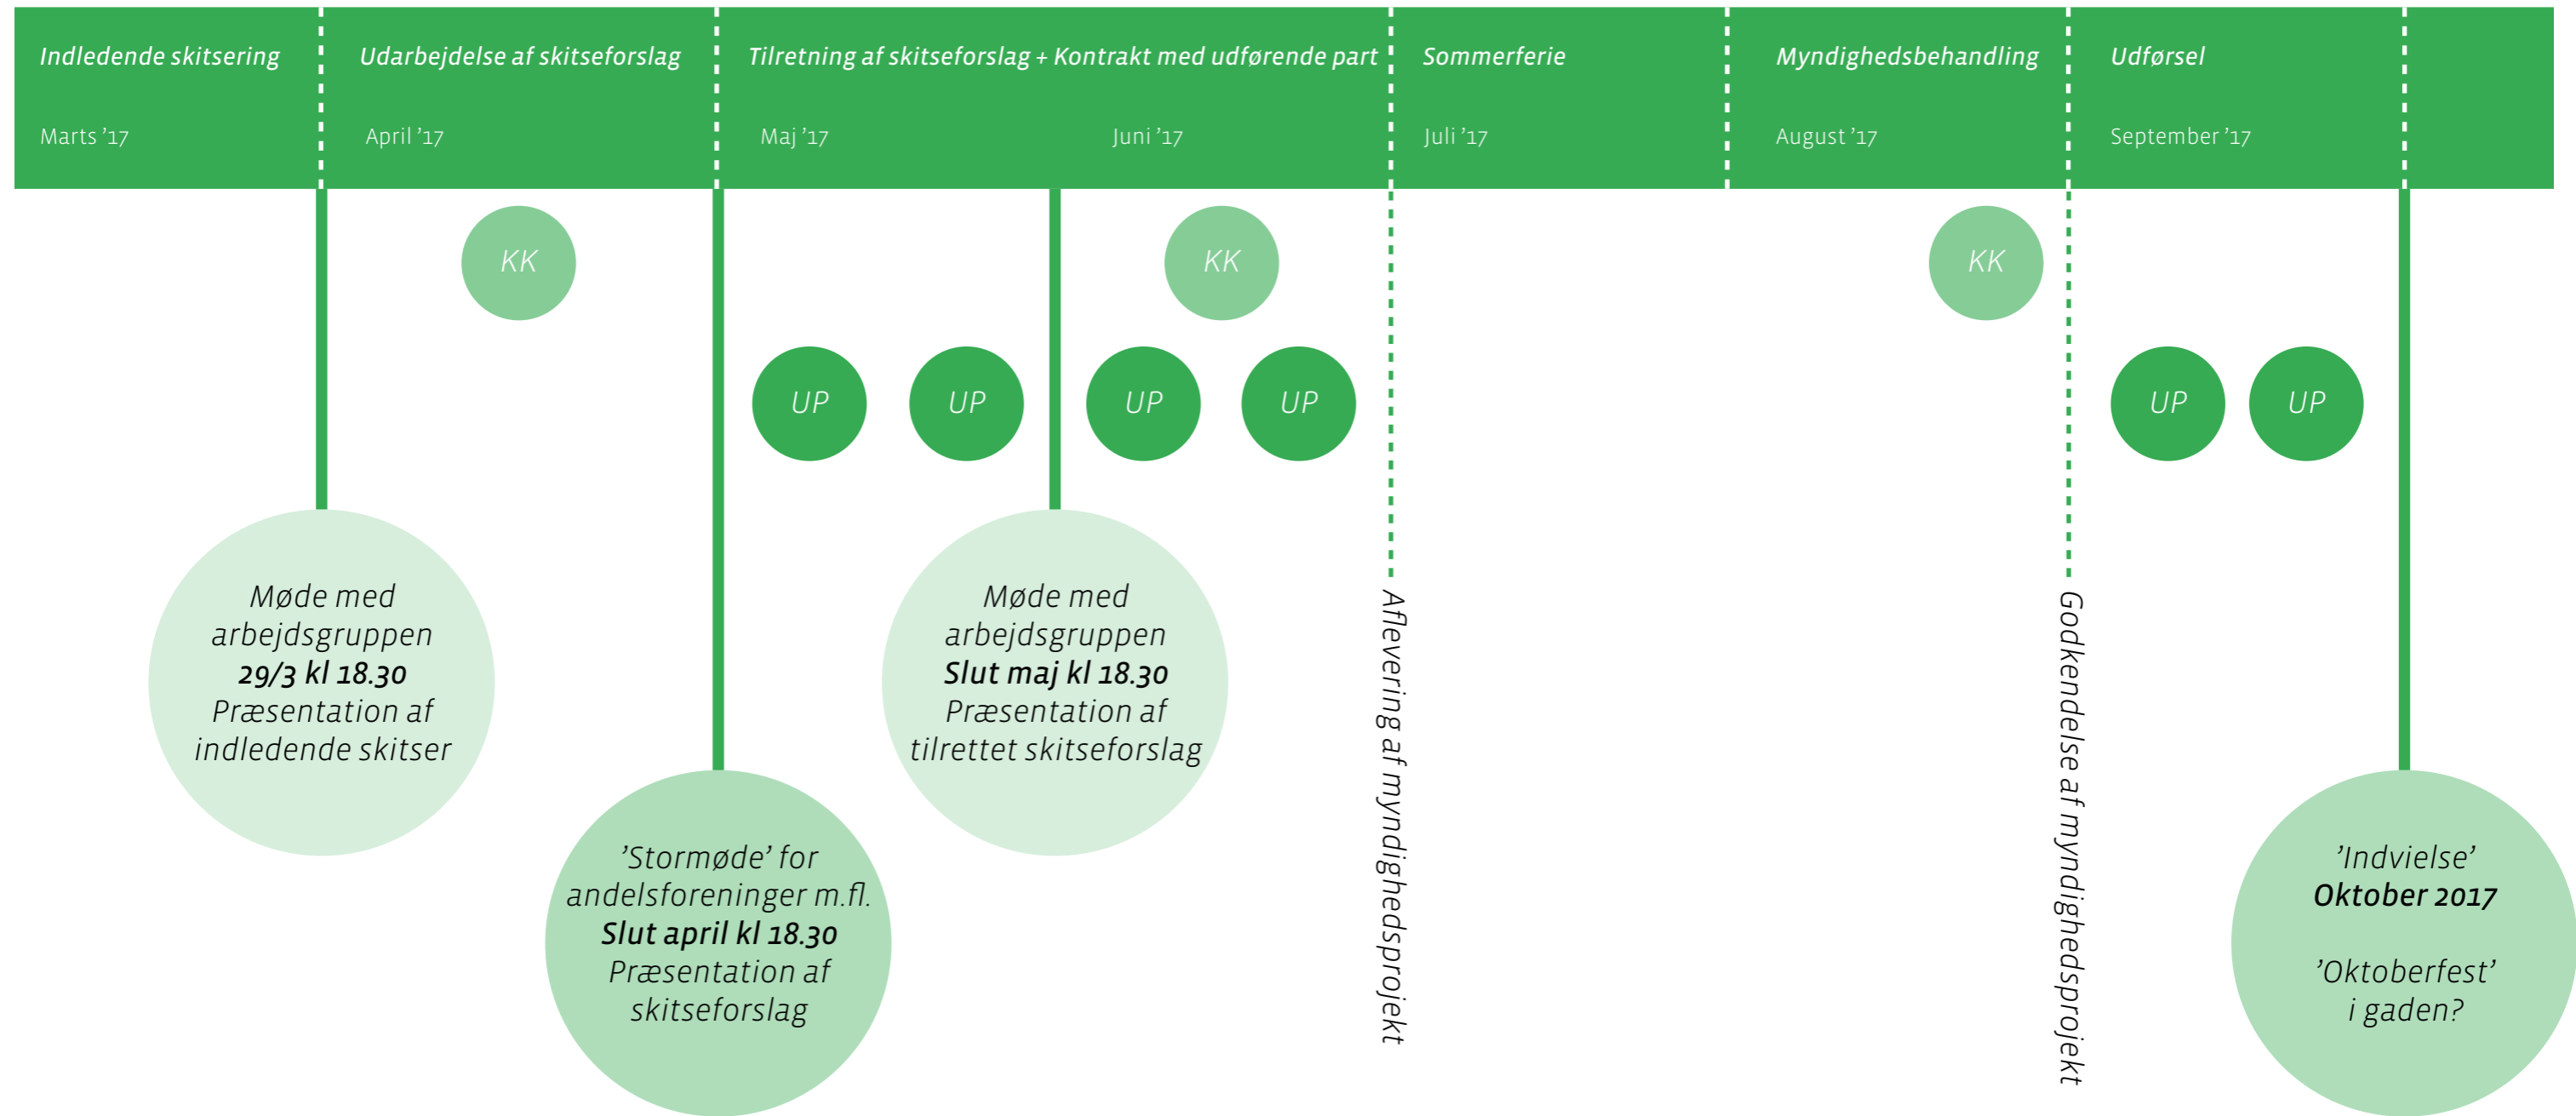 Indledende skitsering
Udarbejdelse af skitseforslag
Tilretning af skitseforslag + Kontrakt med udførende part
Sommerferie
Myndighedsbehandling
Udførsel
Marts ’17
April ’17
Maj ’17
Juni ’17
Juli ’17
August ’17
September ’17
KK
KK
KK
UP
UP
UP
UP
UP
UP
Møde med
arbejdsgruppen
29/3 kl 18.30
Præsentation af
indledende skitser
’Stormøde’ for
andelsforeninger m.fl.
Slut april kl 18.30
Præsentation af
skitseforslag
Møde med
arbejdsgruppen
Slut maj kl 18.30
Præsentation af
tilrettet skitseforslag
Aflevering af myndighedsprojekt
Godkendelse af myndighedsprojekt
’Indvielse’
Oktober 2017
’Oktoberfest’
i gaden?